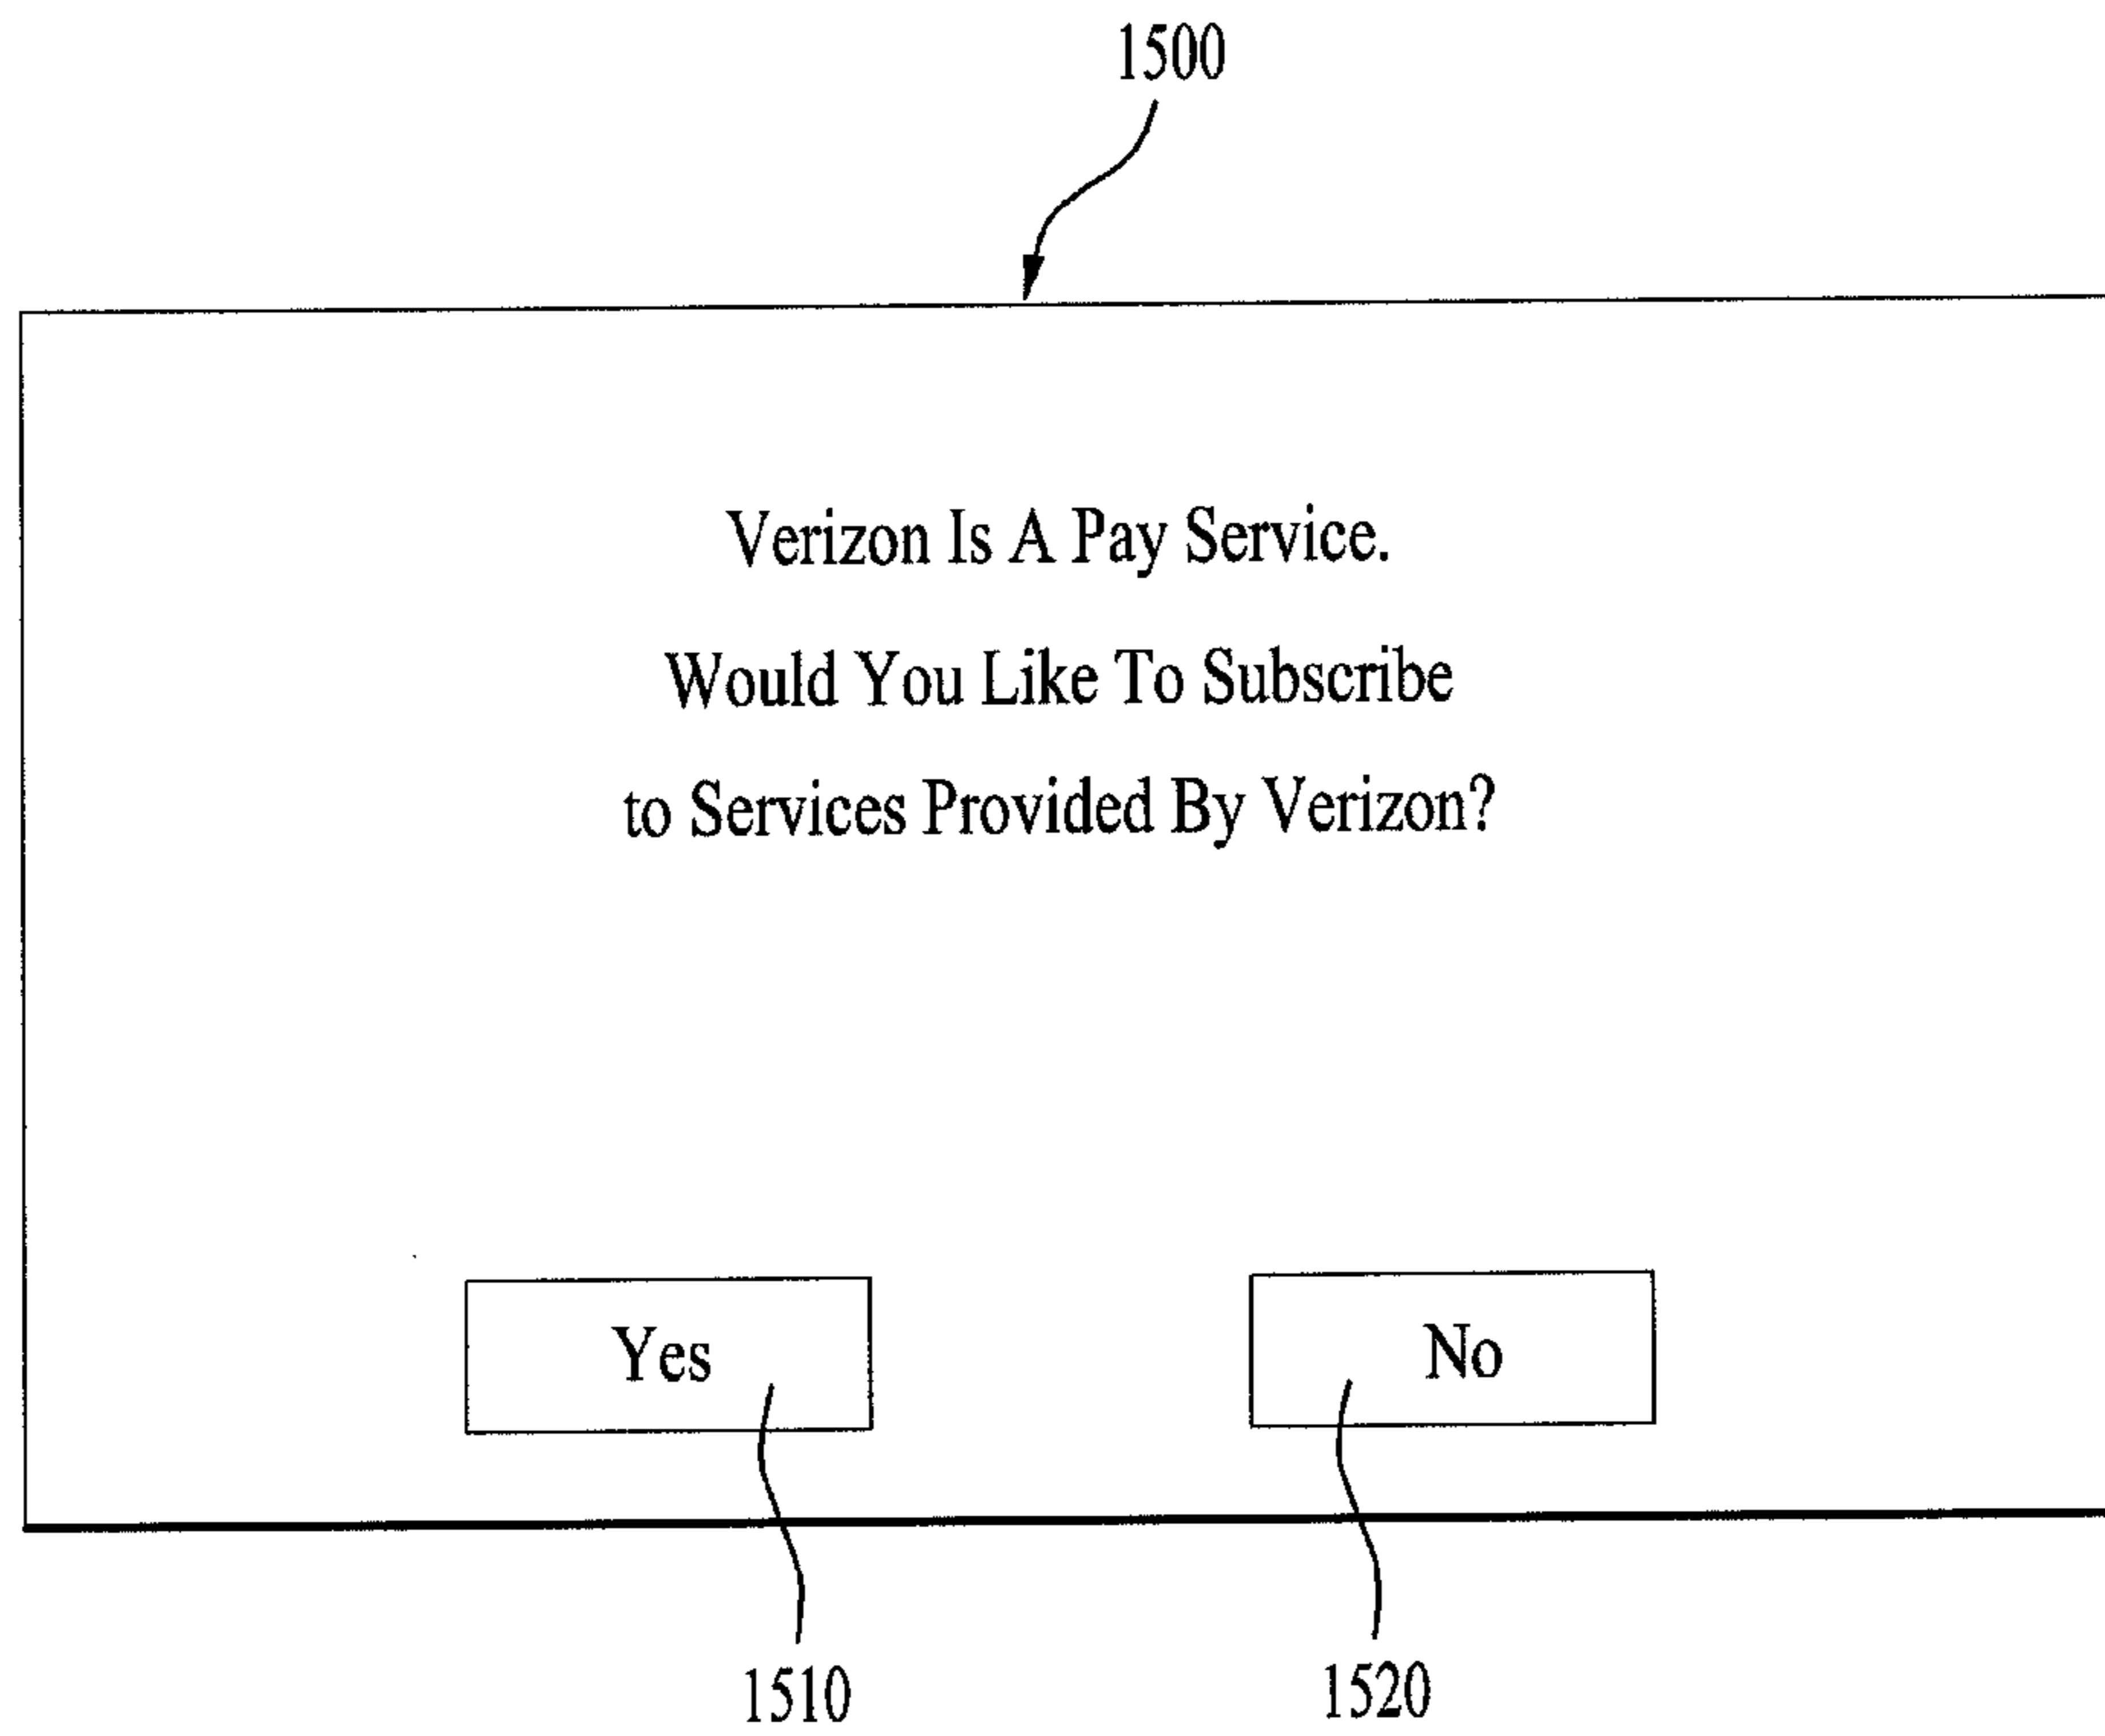 1500
Verizon Is A Pay Service.
Would You Like To Subscribe
to Services Provided By Verizon?
Yes
No
1510
1520